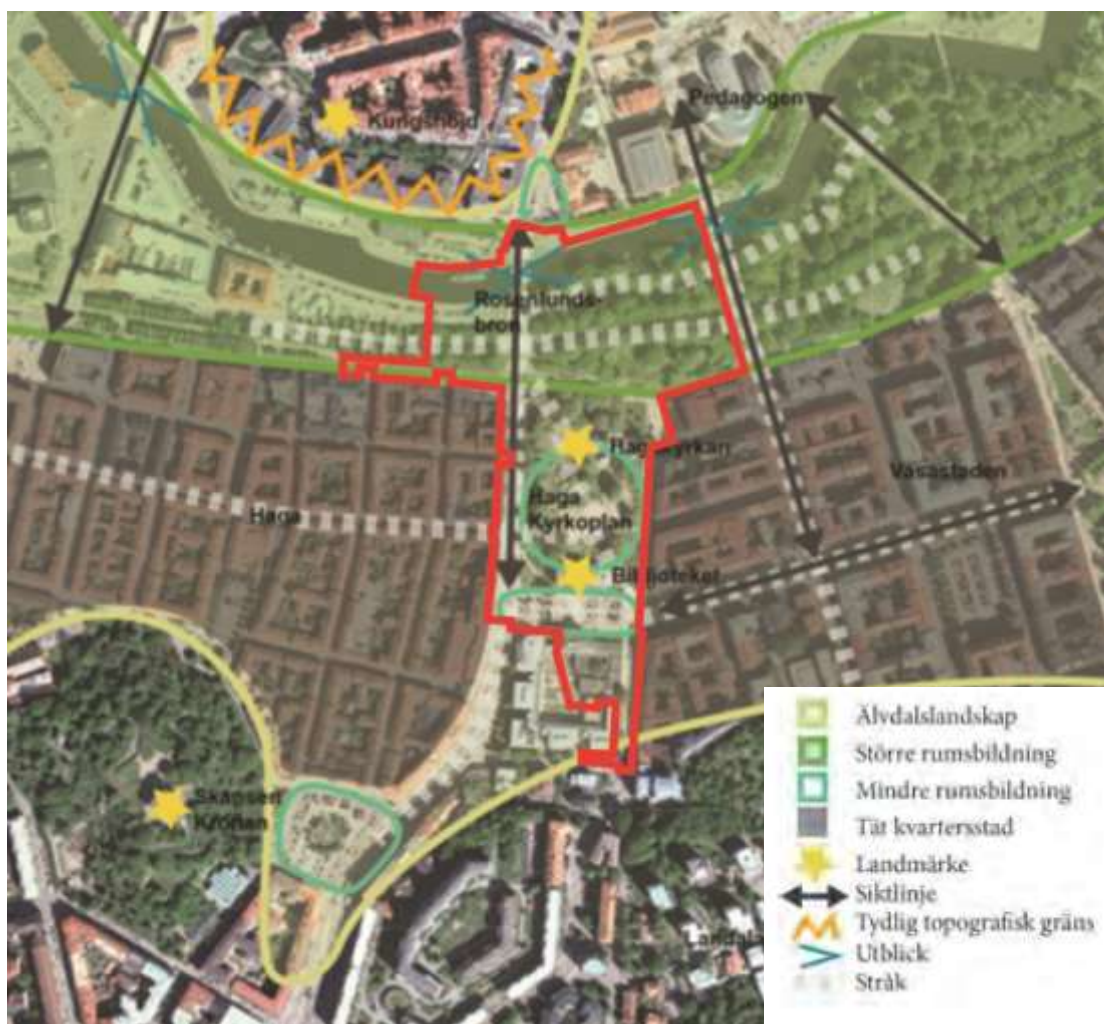 Pedagogen
Kungshöjd
Rosenlunds-
bron
Hagakyrkan
Vasastaden
Haga
Kyrkoplan
Haga
Biblioteket
Skansen
Kronan
Älvdalslandskap
Större rumsbildning
Mindre rumsbildning
Tät kvartersstad
Landmärke
Siktlinje
Tydlig topografisk gräns
Utblick
Stråk